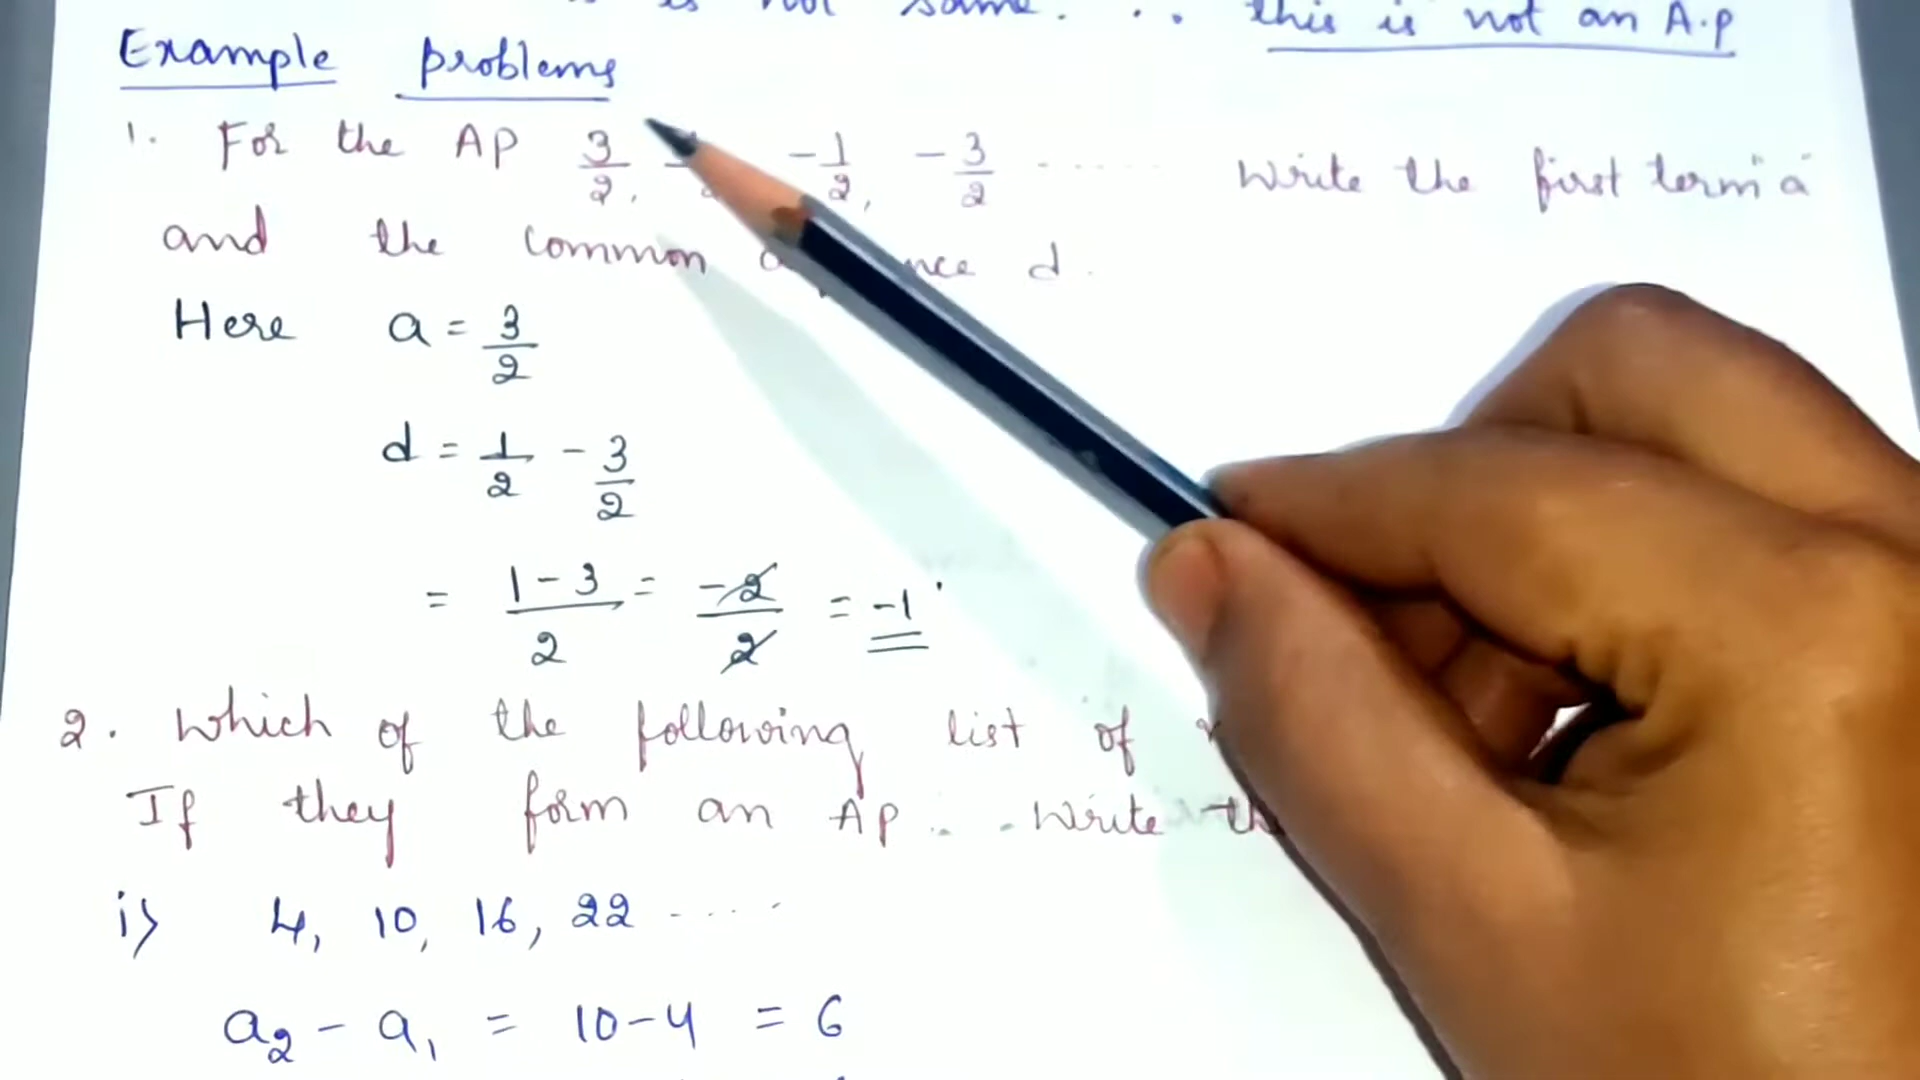 not same. ∴ this is not an A.P
Example problems
1. For the AP 3/2, -1/2, -3/2 ..... Write the first term "a"
and the common d.
Here a = 3/2
d = 1/2 - 3/2
= 1-3/2 = -2/2 = -1
2. Which of the following list of
If they form an AP.. Write
i) 4, 10, 16, 22 .....
a2 - a1 = 10-4 = 6